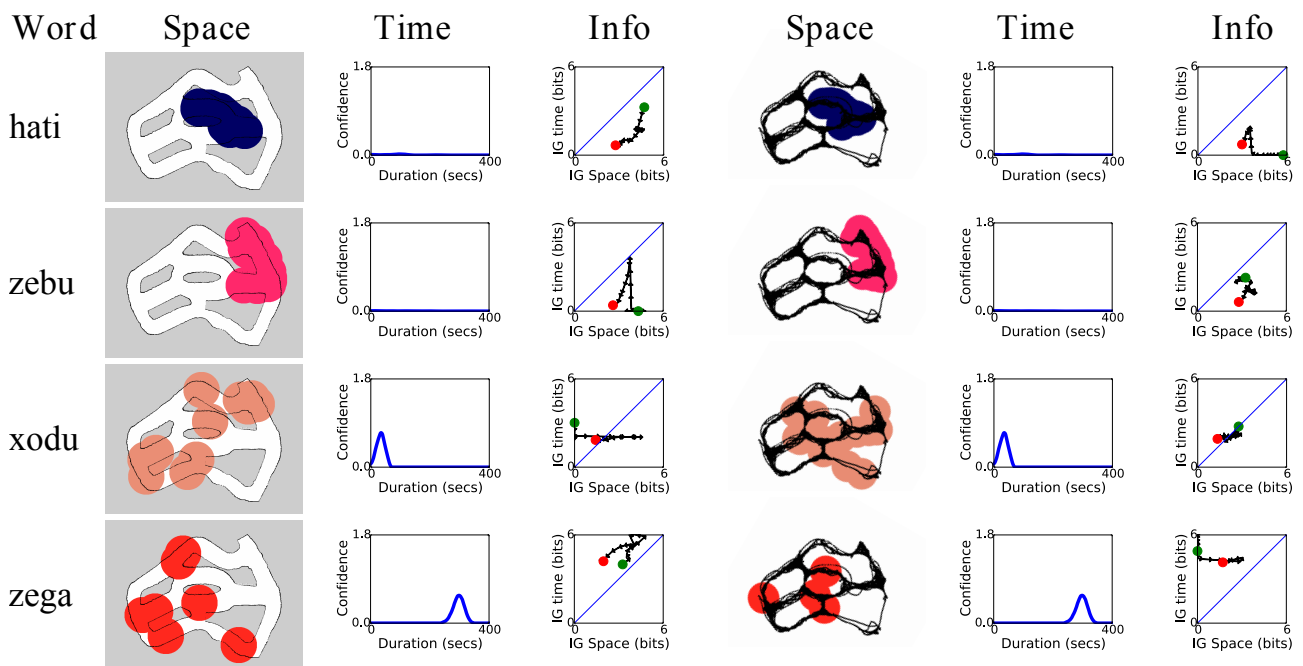 Word Space Time Info Space Time Info
hati
1.8
Confidence
0.0
0
400
Duration (secs)
6
IG time (bits)
0
6
IG Space (bits)
1.8
Confidence
0.0
0
400
Duration (secs)
6
IG time (bits)
0
0
6
IG Space (bits)
zebu
1.8
Confidence
0.0
0
400
Duration (secs)
6
IG time (bits)
0
0
6
IG Space (bits)
1.8
Confidence
0.0
0
400
Duration (secs)
6
IG time (bits)
0
0
6
IG Space (bits)
xodu
1.8
Confidence
0.0
0
400
Duration (secs)
6
IG time (bits)
0
0
6
IG Space (bits)
1.8
Confidence
0.0
0
400
Duration (secs)
6
IG time (bits)
0
0
6
IG Space (bits)
zega
1.8
Confidence
0.0
0
400
Duration (secs)
6
IG time (bits)
0
0
6
IG Space (bits)
1.8
Confidence
0.0
0
400
Duration (secs)
6
IG time (bits)
0
0
6
IG Space (bits)